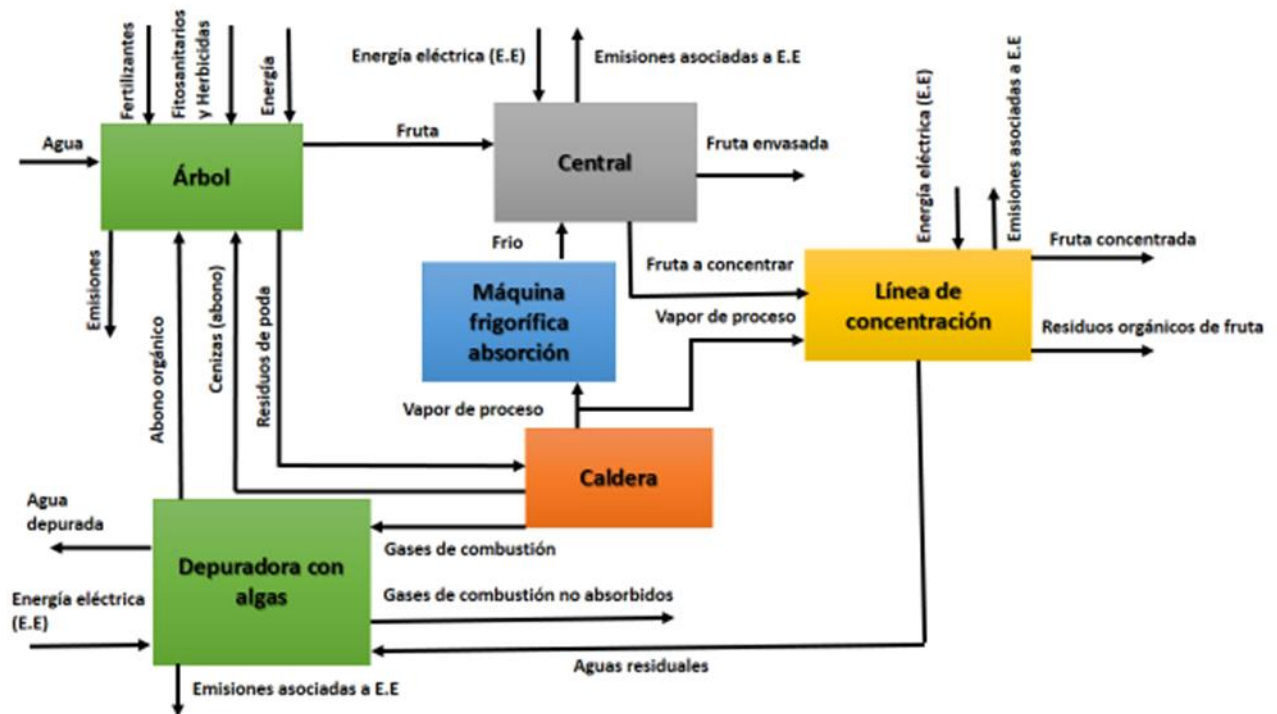 Fertilizantes
Fitosanitarios
y Herbicidas
Energía
Agua
Árbol
Fruta
Energía eléctrica (E.E)
Emisiones asociadas a E.E
Central
Fruta envasada
Energía eléctrica (E.E)
Emisiones asociadas a E.E
Emisiones
Abono orgánico
Cenizas (abono)
Residuos de poda
Frio
Máquina
frigorífica
absorción
Fruta a concentrar
Vapor de proceso
Línea de
concentración
Fruta concentrada
Residuos orgánicos de fruta
Vapor de proceso
Caldera
Agua
depurada
Depuradora con
algas
Gases de combustión
Energía eléctrica
(E.E)
Gases de combustión no absorbidos
Aguas residuales
Emisiones asociadas a E.E